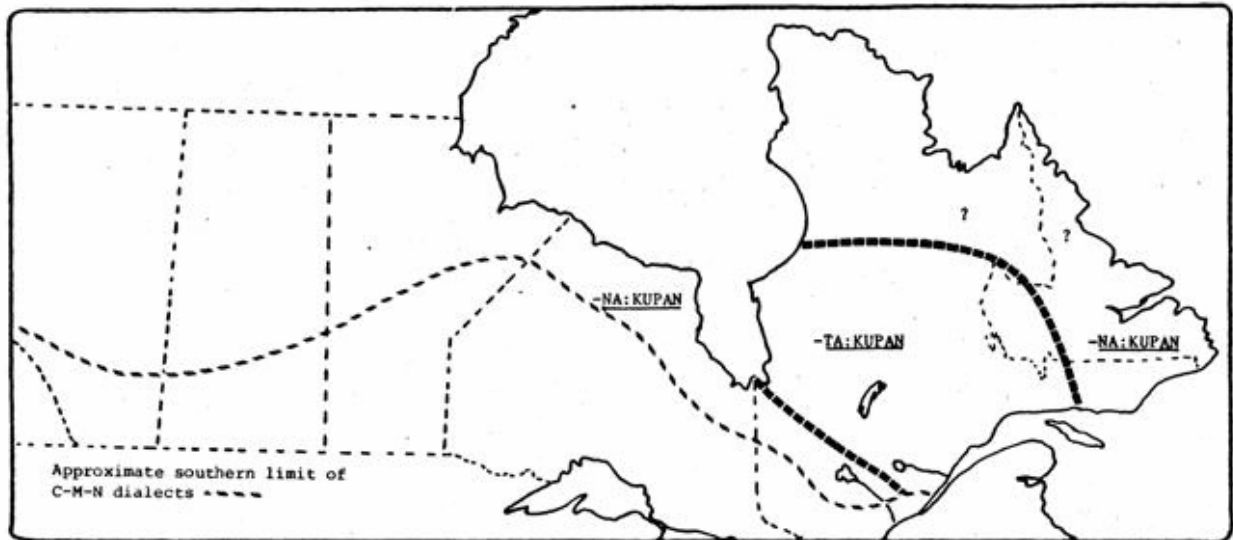 ?
?
-NA:KUPAN
-TA:KUPAN
-NA:KUPAN
Approximate southern limit of
C-M-N dialects